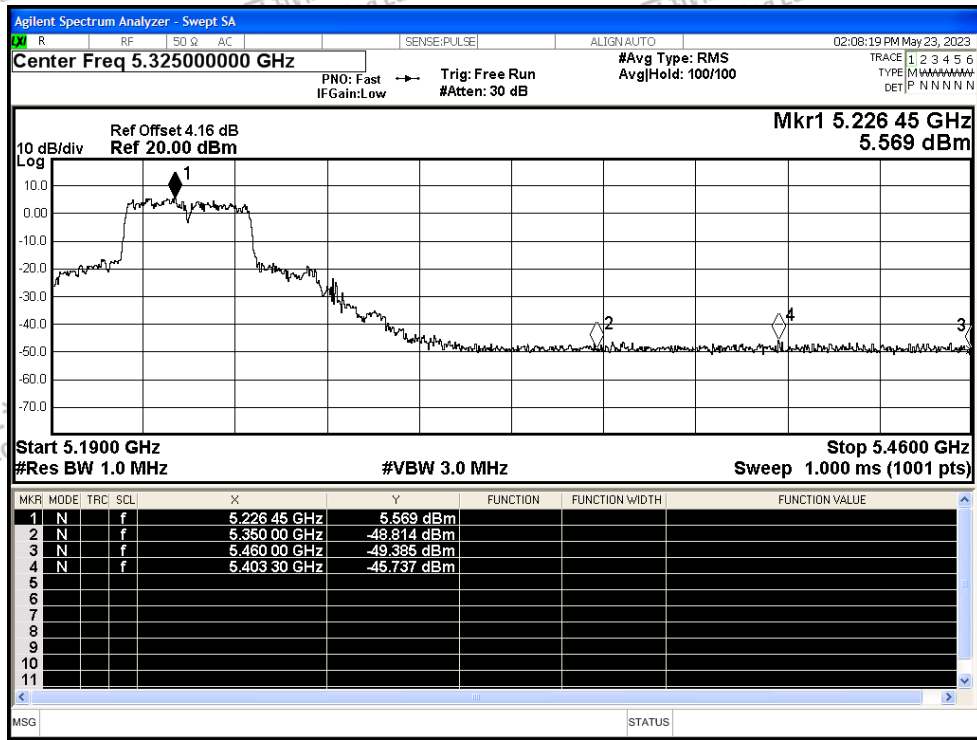 Agilent Spectrum Analyzer - Swept SA
LXI R RF 50 Ω AC SENSE:PULSE ALIGN AUTO 02:08:19 PM May 23, 2023
Center Freq 5.325000000 GHz
PNO: Fast
IFGain:Low
Trig: Free Run
#Atten: 30 dB
#Avg Type: RMS
Avg|Hold: 100/100
TRACE 1 2 3 4 5 6
TYPE M WWWWW
DET P N N N N N
Ref Offset 4.16 dB
10 dB/div Ref 20.00 dBm
Log
Mkr1 5.226 45 GHz
5.569 dBm
10.0
0.00
-10.0
-20.0
-30.0
-40.0
-50.0
-60.0
-70.0
1
2
4
3
Start 5.1900 GHz Stop 5.4600 GHz
#Res BW 1.0 MHz #VBW 3.0 MHz Sweep 1.000 ms (1001 pts)
MKR MODE TRC SCL X Y FUNCTION FUNCTION WIDTH FUNCTION VALUE
1 N f 5.226 45 GHz 5.569 dBm
2 N f 5.350 00 GHz -48.814 dBm
3 N f 5.460 00 GHz -49.385 dBm
4 N f 5.403 30 GHz -45.737 dBm
5
6
7
8
9
10
11
MSG STATUS